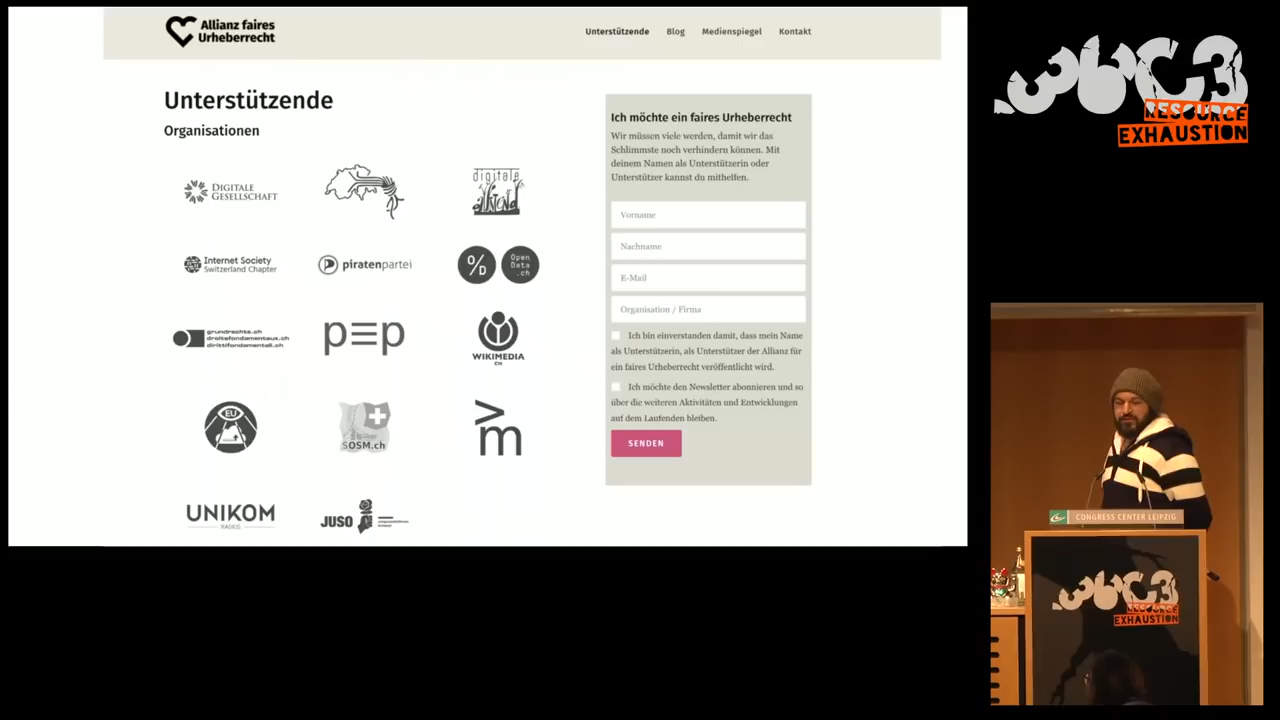 Allianz faires
Urheberrecht
Unterstützende Blog Medienspiegel Kontakt
Unterstützende
Organisationen
DIGITALE
GESELLSCHAFT
digitale
Internet Society
Switzerland Chapter
piratenpartei
%/D
Open
Data
.ch
grundrechte.ch
droitsfondamentaux.ch
dirittifondamentali.ch
p≡p
WIKIMEDIA
CH
EU
SOSM.ch
>m
UNIKOM
RADIOS
JUSO
Ich möchte ein faires Urheberrecht
Wir müssen viele werden, damit wir das
Schlimmste noch verhindern können. Mit
deinem Namen als Unterstützerin oder
Unterstützer kannst du mithelfen.
Vorname
Nachname
E-Mail
Organisation / Firma
Ich bin einverstanden damit, dass mein Name
als Unterstützerin, als Unterstützer der Allianz für
ein faires Urheberrecht veröffentlicht wird.
Ich möchte den Newsletter abonnieren und so
über die weiteren Aktivitäten und Entwicklungen
auf dem Laufenden bleiben.
SENDEN
36C3
RESOURCE
EXHAUSTION
CONGRESS CENTER LEIPZIG
36C3
RESOURCE
EXHAUSTION